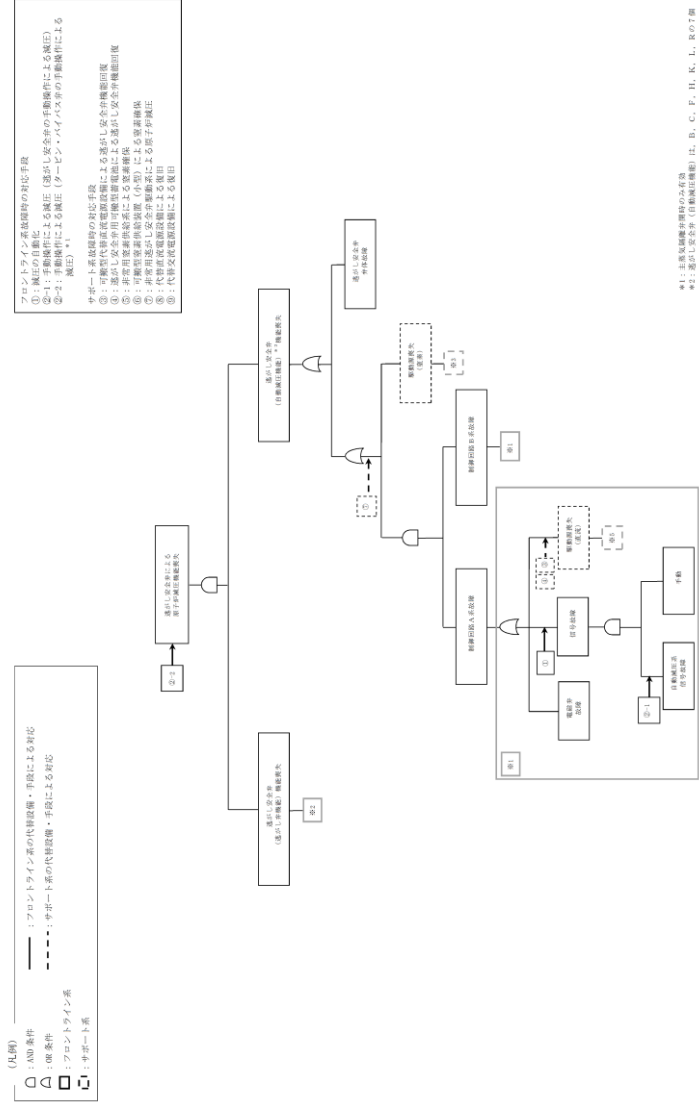 (凡例)
：AND 条件
：OR 条件
：フロントライン系
：サポート系
：フロントライン系の代替設備・手段による対応
：サポート系の代替設備・手段による対応
フロントライン系故障時の対応手段
①：減圧の自動化
②-1：手動操作による減圧（逃がし安全弁の手動操作による減圧）
②-2：手動操作による減圧（タービン・バイパス弁の手動操作による
減圧）*1
サポート系故障時の対応手段
③：可搬型代替直流電源設備による逃がし安全弁機能回復
④：逃がし安全弁用可搬型蓄電池による逃がし安全弁機能回復
⑤：非常用窒素供給系による窒素確保
⑥：可搬型窒素供給装置（小型）による窒素確保
⑦：非常用逃がし安全弁駆動系による原子炉減圧
⑧：代替直流電源設備による復旧
⑨：代替交流電源設備による復旧
逃がし安全弁による
原子炉減圧機能喪失
②-2
逃がし安全弁
(逃がし弁機能) 機能喪失
※2
逃がし安全弁
(自動減圧機能)*2機能喪失
逃がし安全弁
弁体故障
⑦
駆動源喪失
(窒素)
※3
制御回路A系故障
制御回路B系故障
※1
※1
電磁弁
故障
①
信号故障
④
③
駆動源喪失
(直流)
※5
②-1
自動減圧系
信号故障
手動
*1：主蒸気隔離弁開時のみ有効
*2：逃がし安全弁（自動減圧機能）は，B，C，F，H，K，L，Rの7個